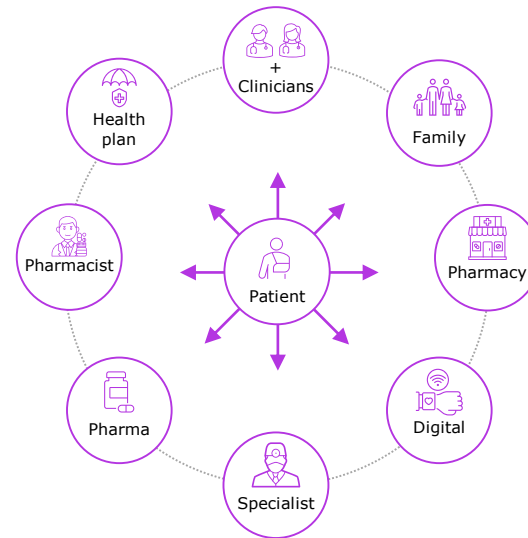 +
Clinicians
Health
plan
Family
Pharmacist
Patient
Pharmacy
Pharma
Digital
Specialist